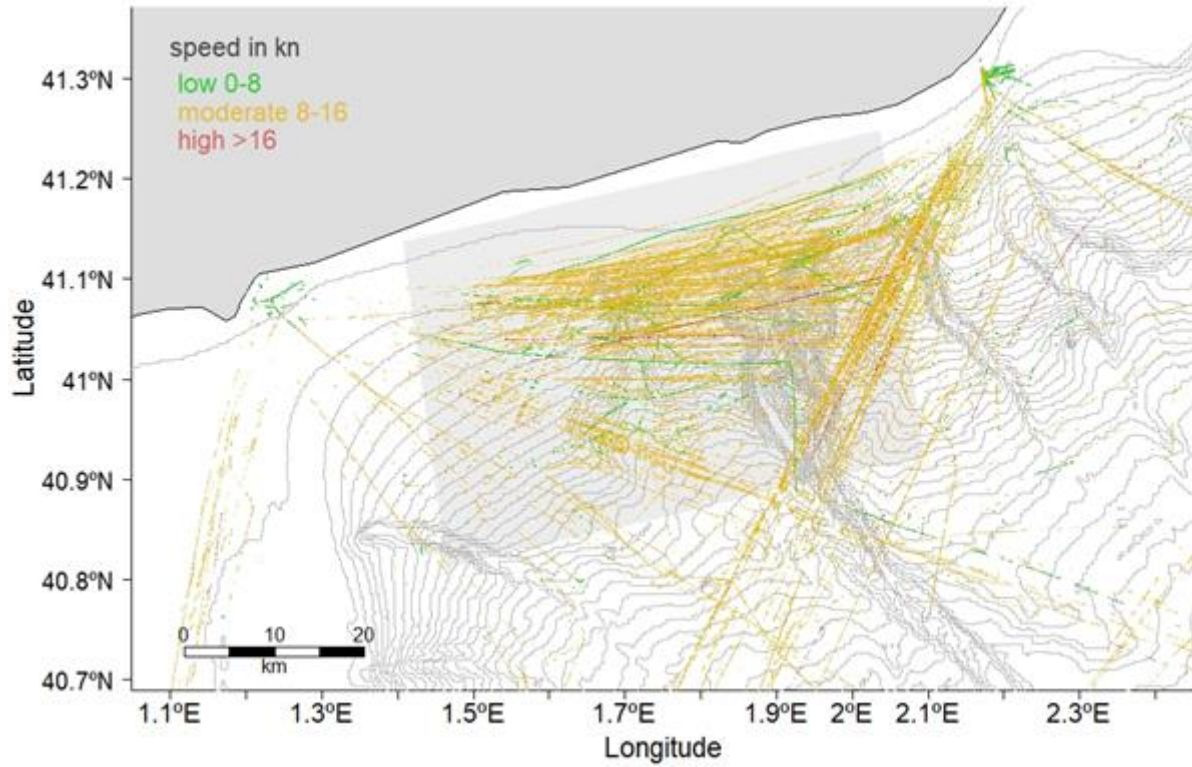 speed in kn
low 0-8
moderate 8-16
high >16
41.3ºN
41.2ºN
41.1ºN
41ºN
40.9ºN
40.8ºN
40.7ºN
Latitude
0 10 20
km
1.1ºE 1.3ºE 1.5ºE 1.7ºE 1.9ºE 2ºE 2.1ºE 2.3ºE
Longitude